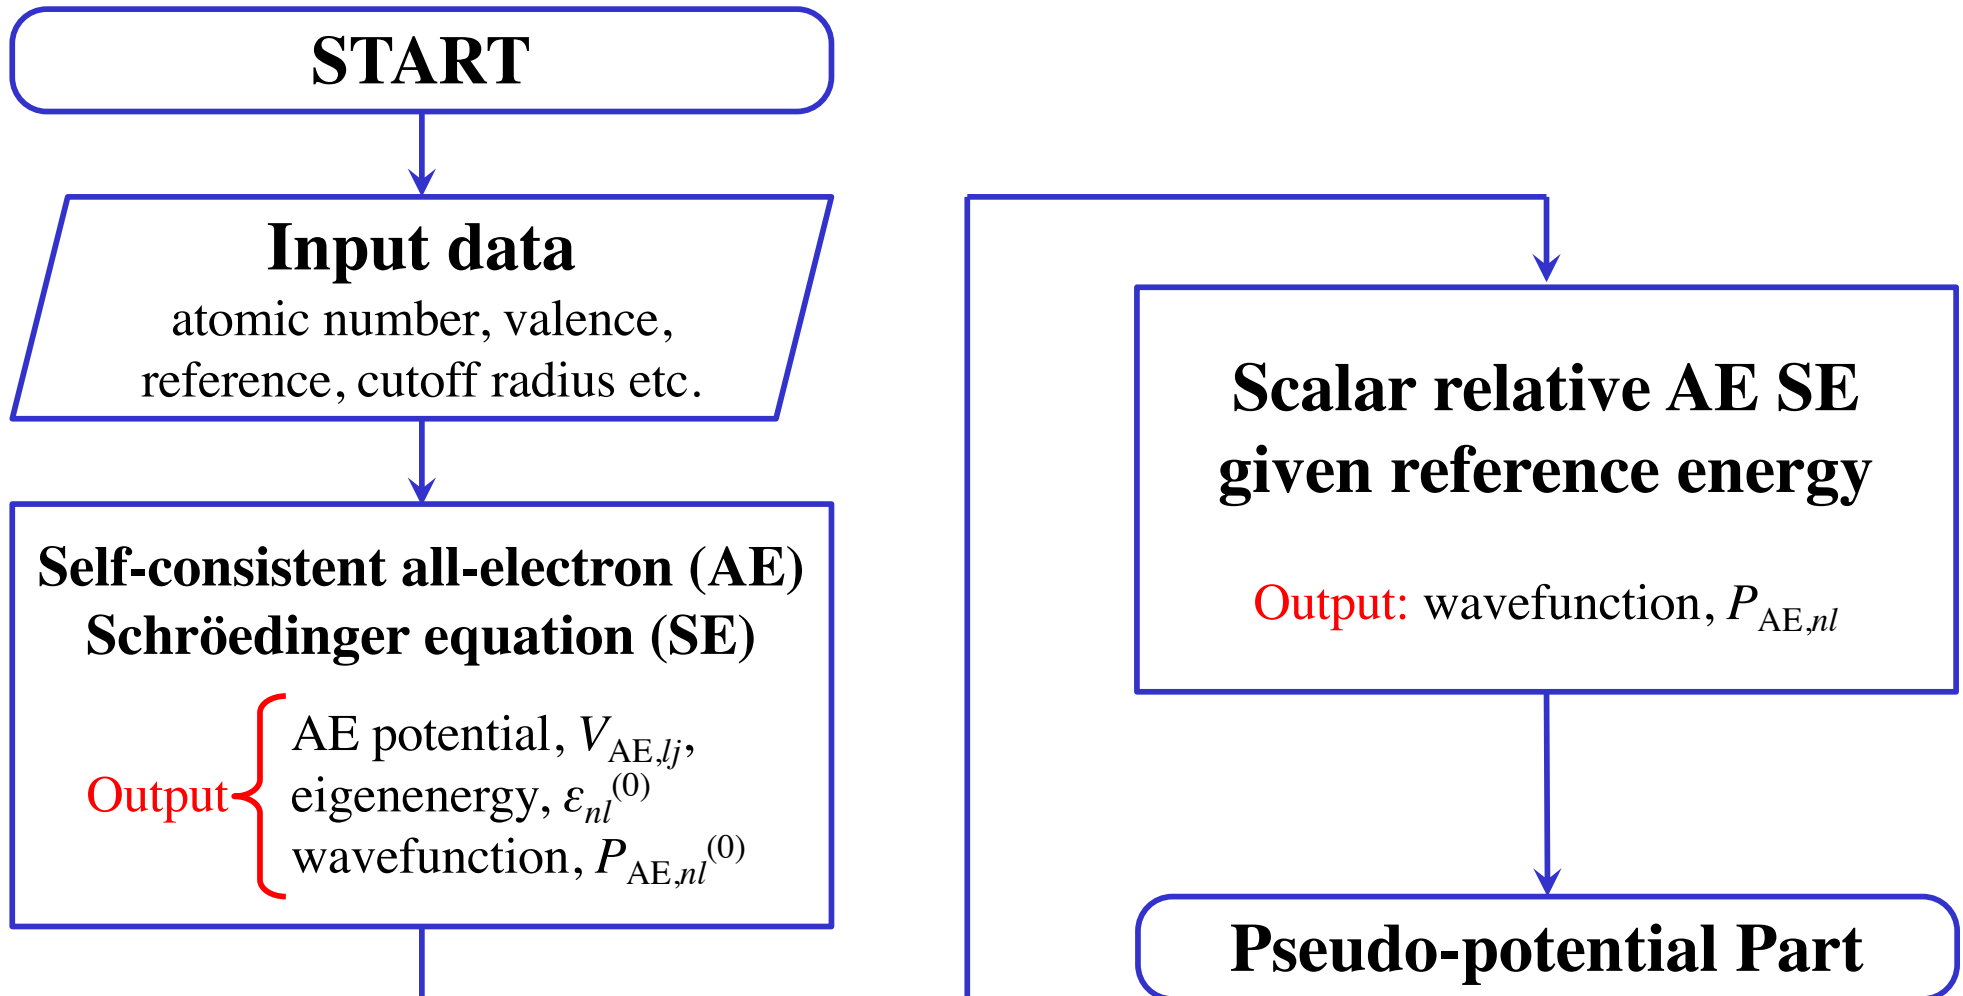 START
Input data
atomic number, valence,
reference, cutoff radius etc.
Self-consistent all-electron (AE)
Schröedinger equation (SE)
Output
AE potential, V_AE,lj,
eigenenergy, ε_nl^(0)
wavefunction, P_AE,nl^(0)
Scalar relative AE SE
given reference energy
Output: wavefunction, P_AE,nl
Pseudo-potential Part